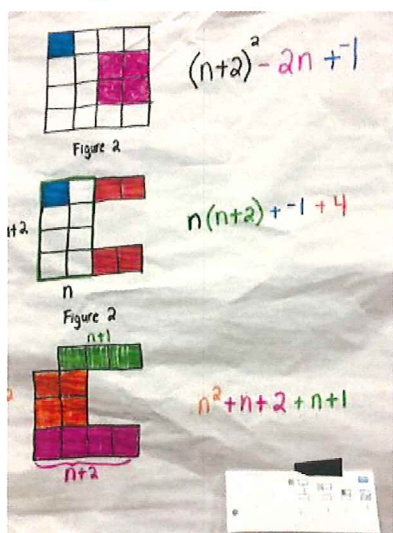 (n+2)² - 2n + -1
Figure 2
n(n+2) + -1 + 4
n+2
n
Figure 2
n+1
n² + n+2 + n+1
n+2